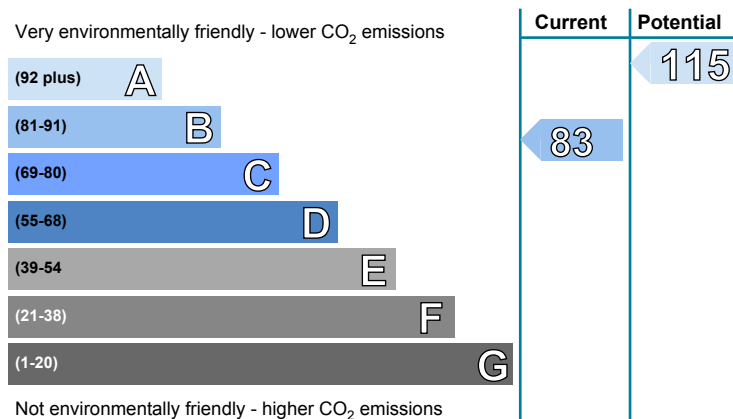 Current Potential
Very environmentally friendly - lower CO₂ emissions
115
(92 plus) A
(81-91) B
83
(69-80) C
(55-68) D
(39-54 E
(21-38) F
(1-20) G
Not environmentally friendly - higher CO₂ emissions